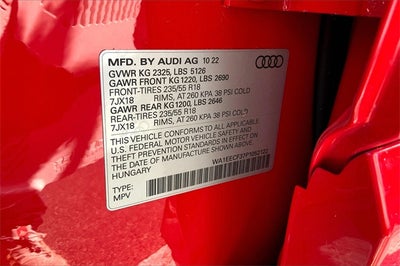 MFD. BY AUDI AG 10 22
GVWR KG 2325, LBS 5126
GAWR FRONT KG1220, LBS 2690
FRONT-TIRES 235/55 R18
7JX18 RIMS, AT 260 KPA 38 PSI COLD
GAWR REAR KG1200, LBS 2646
REAR-TIRES 235/55 R18
7JX18 RIMS, AT 260 KPA 38 PSI COLD
THIS VEHICLE CONFORMS TO ALL APPLICABLE
U.S. FEDERAL MOTOR VEHICLE SAFETY AND
THEFT PREVENTION STANDARDS IN EFFECT ON
THE DATE OF MANUFACTURE SHOWN ABOVE.
HUNGARY
TYPE:
MPV